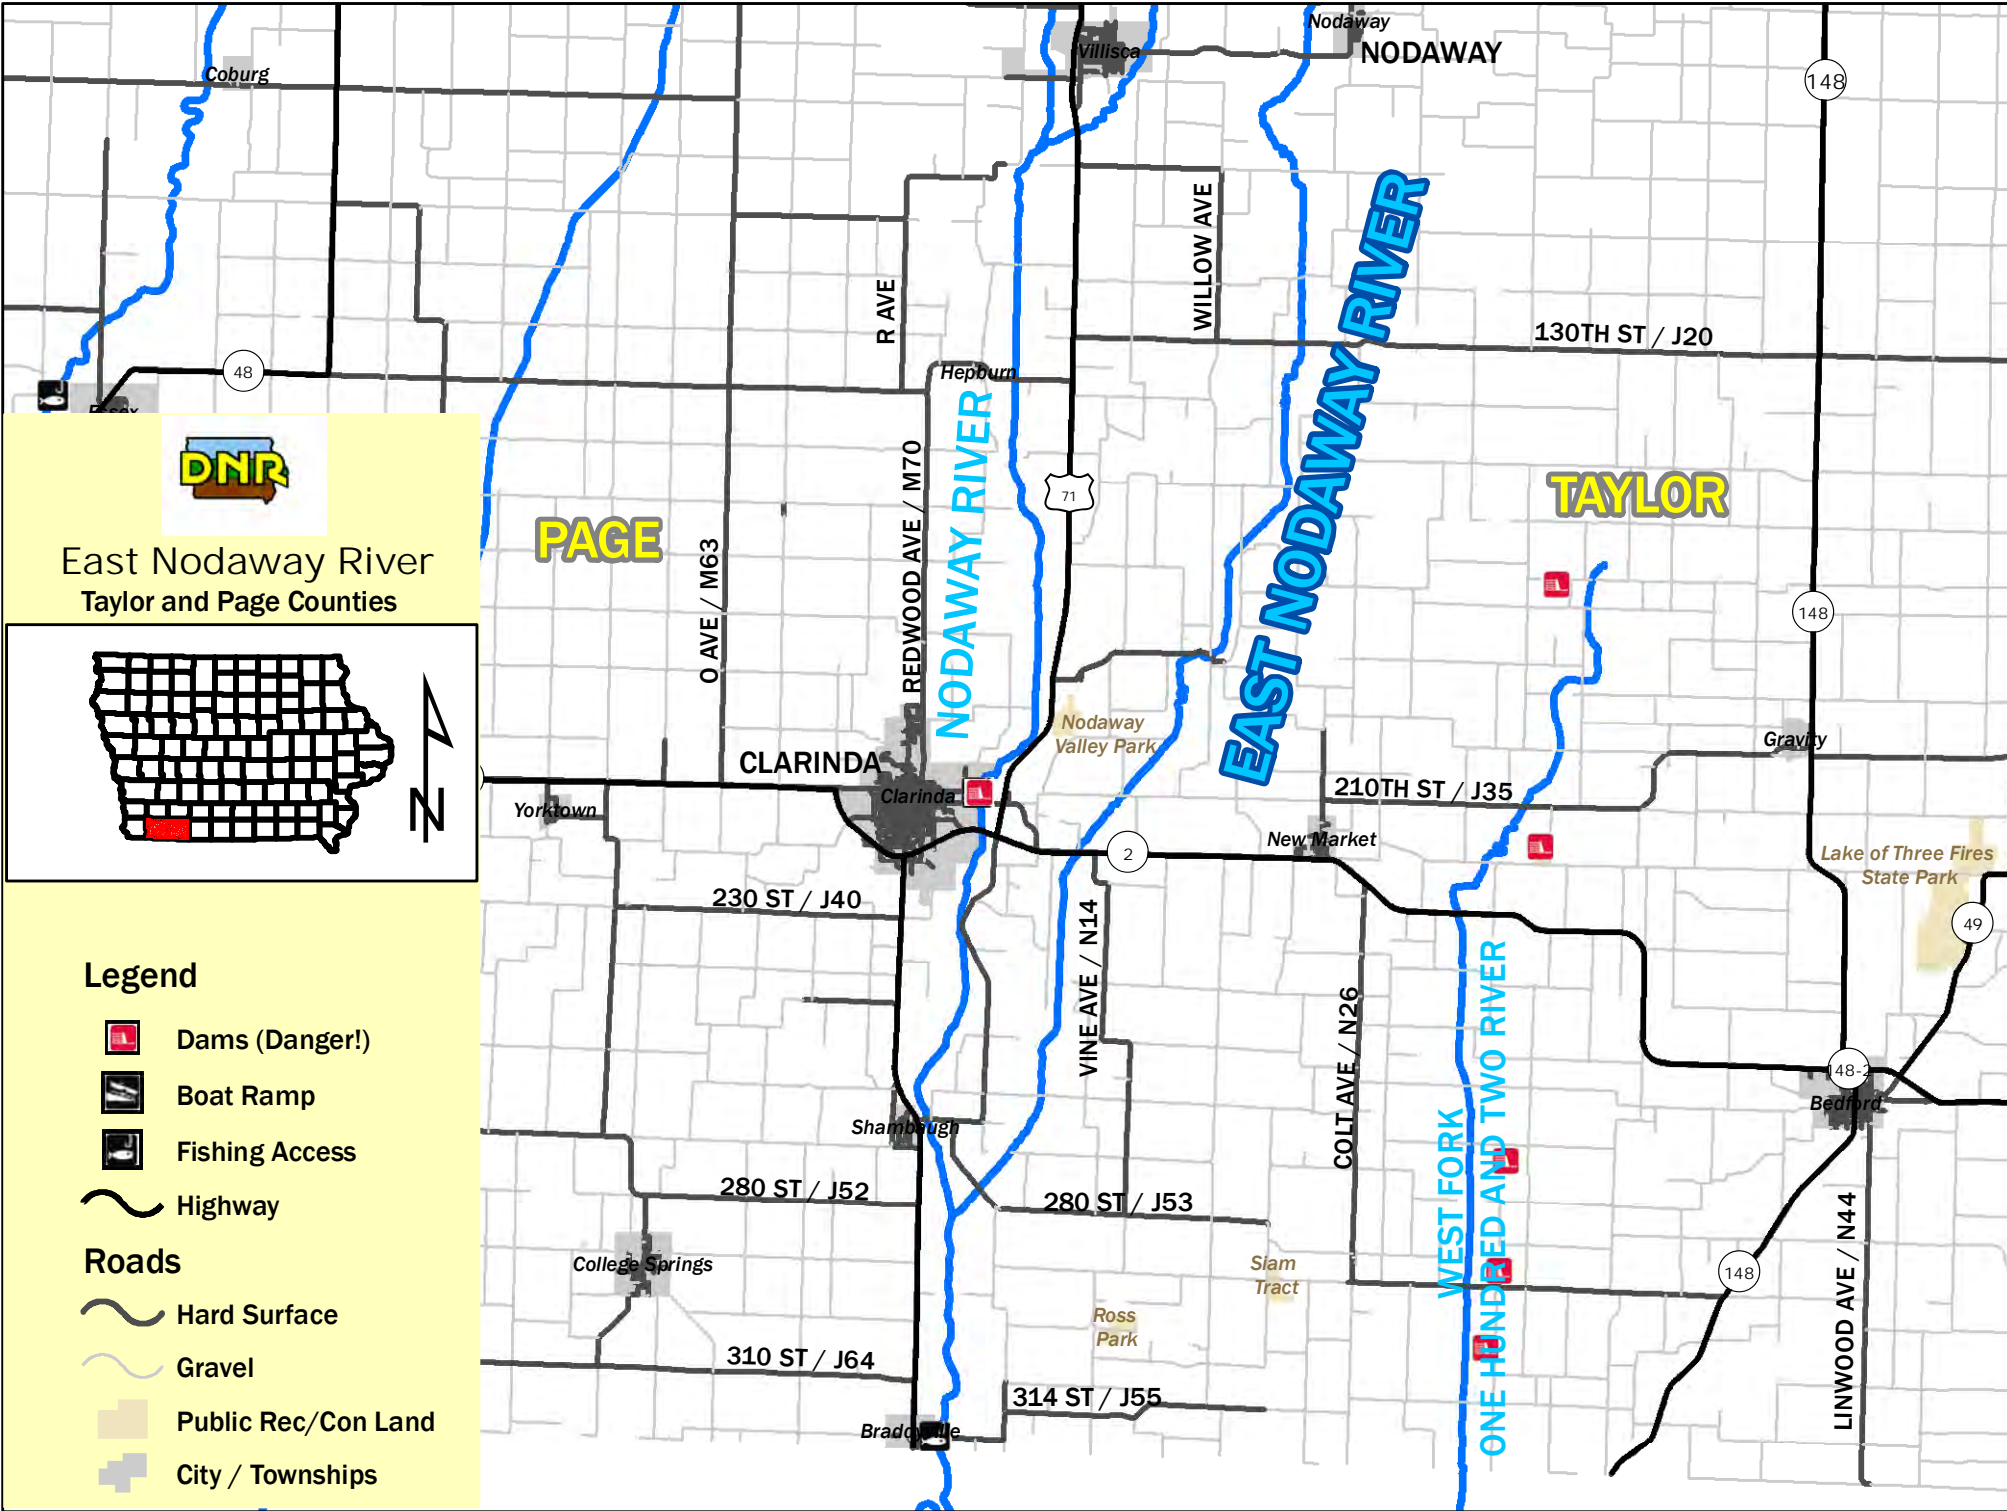 Coburg
Villisca
Nodaway
NODAWAY
148
WILLOW AVE
R AVE
130TH ST / J20
48
Essex
Hepburn
EAST NODAWAY RIVER
NODAWAY RIVER
REDWOOD AVE / M70
71
TAYLOR
PAGE
O AVE / M63
148
Nodaway
Valley Park
Gravity
CLARINDA
Clarinda
Yorktown
210TH ST / J35
New Market
2
Lake of Three Fires
State Park
49
230 ST / J40
VINE AVE / N14
COLT AVE / N26
WEST FORK
ONE HUNDRED AND TWO RIVER
148-2
Bedford
Shambaugh
280 ST / J52
280 ST / J53
College Springs
Siam
Tract
148
LINWOOD AVE / N44
Ross
Park
310 ST / J64
314 ST / J55
Braddyville
DNR
East Nodaway River
Taylor and Page Counties
N
Legend
Dams (Danger!)
Boat Ramp
Fishing Access
Highway
Roads
Hard Surface
Gravel
Public Rec/Con Land
City / Townships